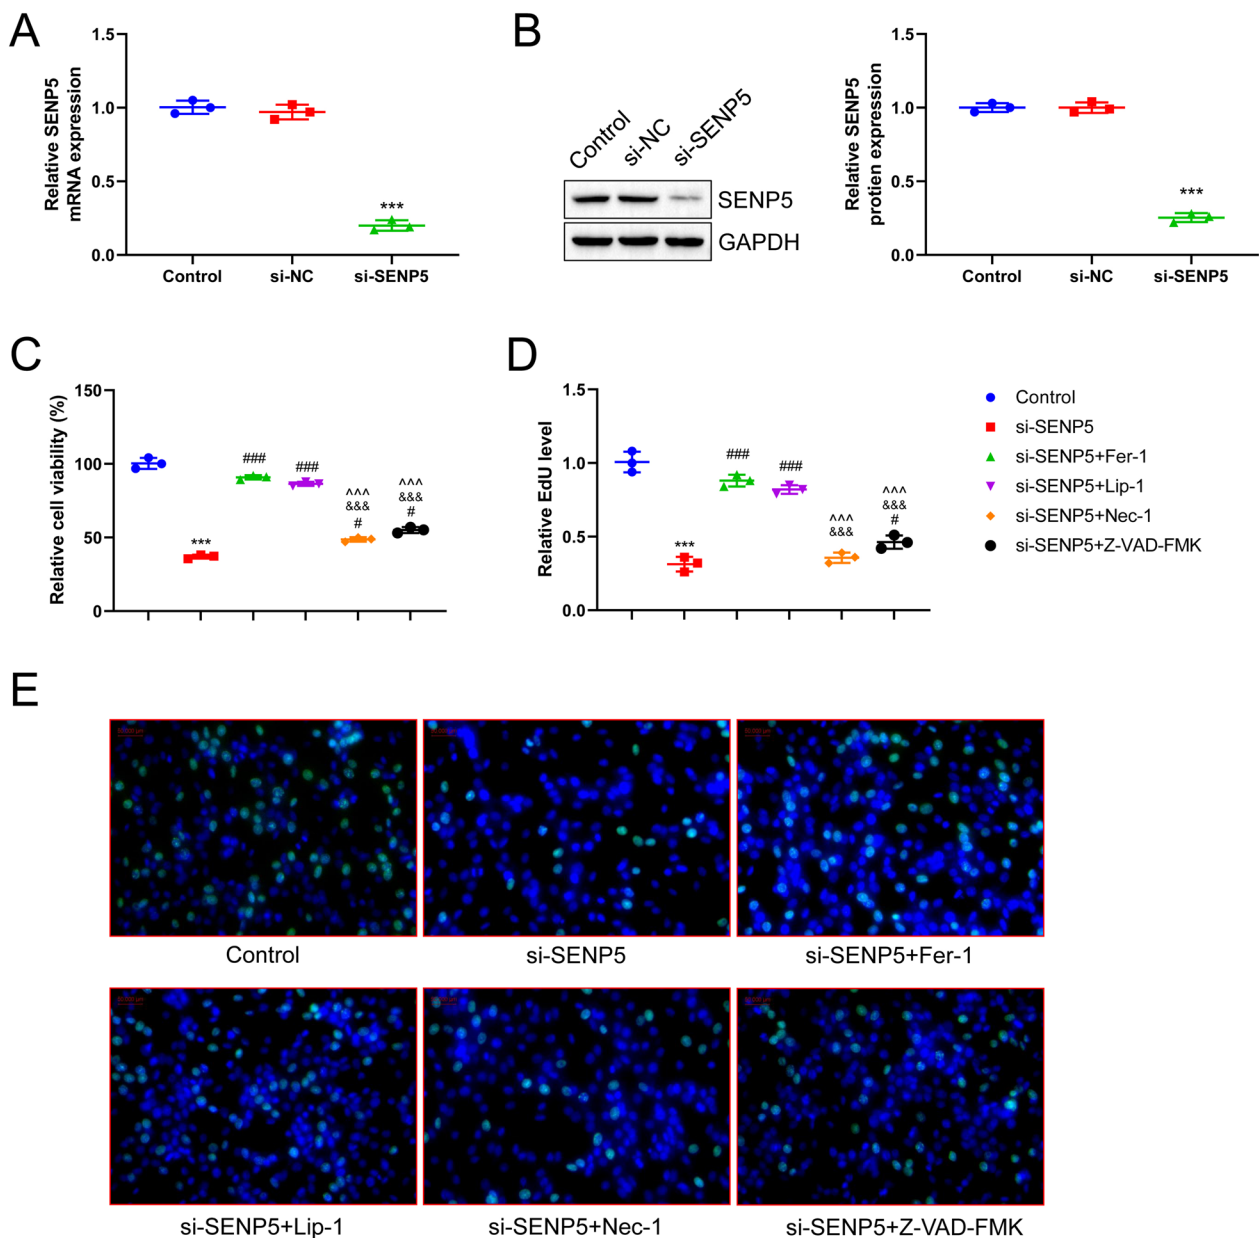 A
1.5
1.0
0.5
0.0
Relative SENP5
mRNA expression
***
Control
si-NC
si-SENP5
B
Control
si-NC
si-SENP5
SENP5
GAPDH
1.5
1.0
0.5
0.0
Relative SENP5
protien expression
***
Control
si-NC
si-SENP5
C
150
100
50
0
Relative cell viability (%)
***
###
###
^^^
&&&
#
^^^
&&&
#
D
1.5
1.0
0.5
0.0
Relative EdU level
***
###
###
^^^
&&&
^^^
&&&
#
Control
si-SENP5
si-SENP5+Fer-1
si-SENP5+Lip-1
si-SENP5+Nec-1
si-SENP5+Z-VAD-FMK
E
Control
si-SENP5
si-SENP5+Fer-1
si-SENP5+Lip-1
si-SENP5+Nec-1
si-SENP5+Z-VAD-FMK